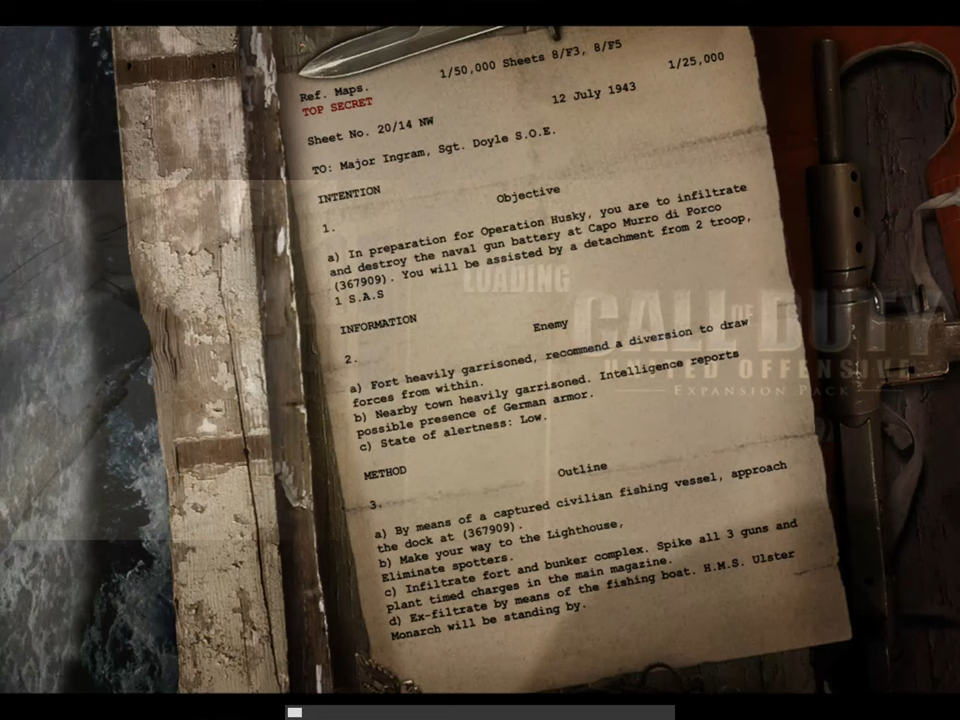 1/50,000 Sheets 8/F3, 8/F5
Ref. Maps.
1/25,000
TOP SECRET
12 July 1943
Sheet No. 20/14 NW
TO: Major Ingram, Sgt. Doyle S.O.E.
INTENTION
Objective
1.
a) In preparation for Operation Husky, you are to infiltrate
and destroy the naval gun battery at Capo Murro di Porco
(367909). You will be assisted by a detachment from 2 troop,
1 S.A.S
LOADING
CALL OF DUTY
UNITED OFFENSIVE
EXPANSION PACK
INFORMATION
Enemy
2.
a) Fort heavily garrisoned, recommend a diversion to draw
forces from within.
b) Nearby town heavily garrisoned. Intelligence reports
possible presence of German armor.
c) State of alertness: Low.
METHOD
Outline
3.
a) By means of a captured civilian fishing vessel, approach
the dock at (367909).
b) Make your way to the Lighthouse,
Eliminate spotters.
c) Infiltrate fort and bunker complex. Spike all 3 guns and
plant timed charges in the main magazine.
d) Ex-filtrate by means of the fishing boat. H.M.S. Ulster
Monarch will be standing by.